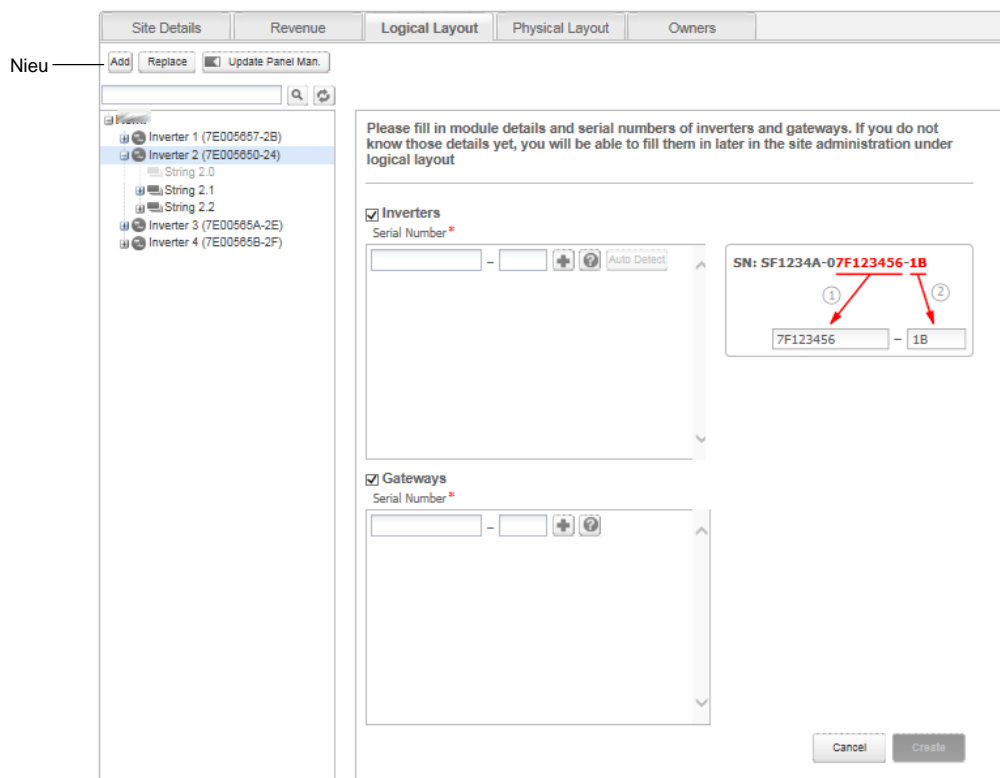 Site Details Revenue Logical Layout Physical Layout Owners
Nieu
Add Replace Update Panel Man.
Inverter 1 (7E005657-2B)
Inverter 2 (7E005650-24)
String 2.0
String 2.1
String 2.2
Inverter 3 (7E00565A-2E)
Inverter 4 (7E00565B-2F)
Please fill in module details and serial numbers of inverters and gateways. If you do not
know those details yet, you will be able to fill them in later in the site administration under
logical layout
Inverters
Serial Number*
– Auto Detect
SN: SF1234A-07F123456-1B
1 2
7F123456 – 1B
Gateways
Serial Number*
–
Cancel Create